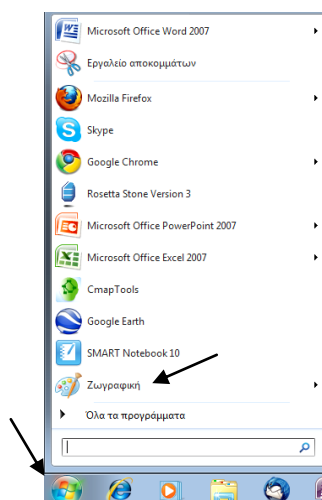 Microsoft Office Word 2007
Εργαλείο αποκομμάτων
Mozilla Firefox
Skype
Google Chrome
Rosetta Stone Version 3
Microsoft Office PowerPoint 2007
Microsoft Office Excel 2007
CmapTools
Google Earth
SMART Notebook 10
Ζωγραφική
Όλα τα προγράμματα